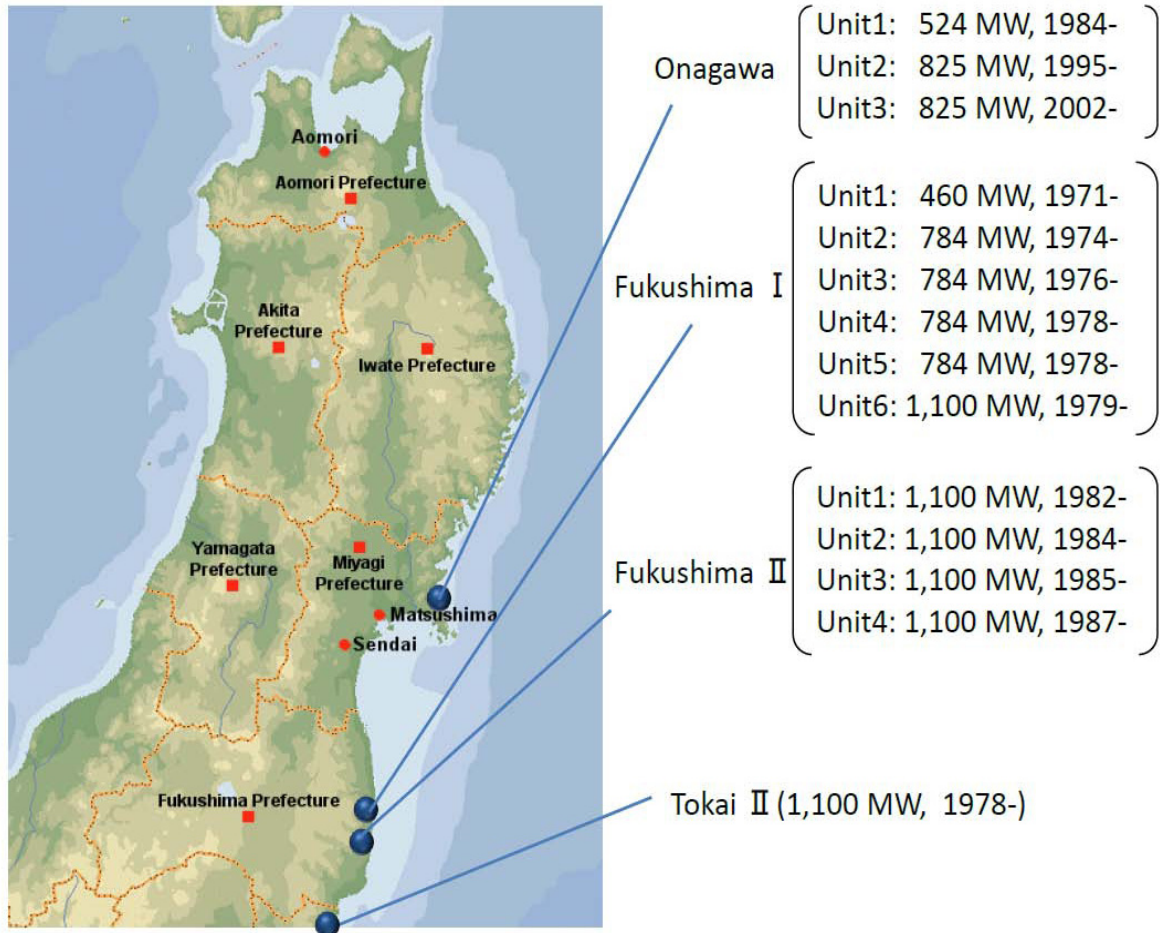 Aomori
Aomori Prefecture
Akita
Prefecture
Iwate Prefecture
Yamagata
Prefecture
Miyagi
Prefecture
Matsushima
Sendai
Fukushima Prefecture
Onagawa
Unit1: 524 MW, 1984-
Unit2: 825 MW, 1995-
Unit3: 825 MW, 2002-
Fukushima Ⅰ
Unit1: 460 MW, 1971-
Unit2: 784 MW, 1974-
Unit3: 784 MW, 1976-
Unit4: 784 MW, 1978-
Unit5: 784 MW, 1978-
Unit6: 1,100 MW, 1979-
Fukushima Ⅱ
Unit1: 1,100 MW, 1982-
Unit2: 1,100 MW, 1984-
Unit3: 1,100 MW, 1985-
Unit4: 1,100 MW, 1987-
Tokai Ⅱ (1,100 MW, 1978-)